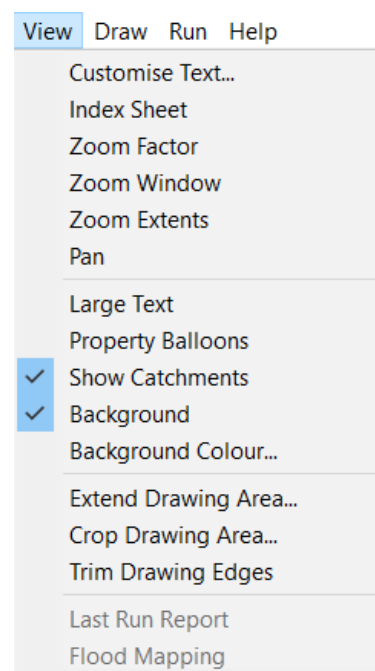 View Draw Run Help
Customise Text...
Index Sheet
Zoom Factor
Zoom Window
Zoom Extents
Pan
Large Text
Property Balloons
Show Catchments
Background
Background Colour...
Extend Drawing Area...
Crop Drawing Area...
Trim Drawing Edges
Last Run Report
Flood Mapping